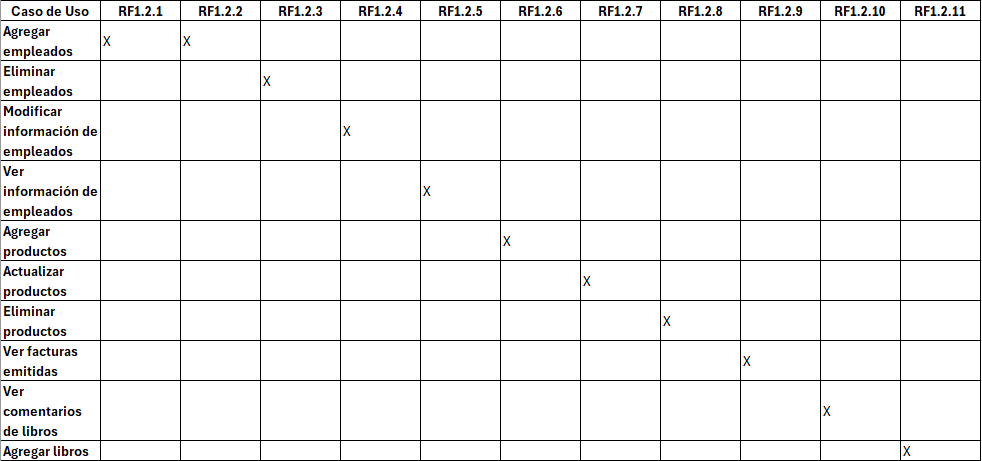 Caso de Uso RF1.2.1 RF1.2.2 RF1.2.3 RF1.2.4 RF1.2.5 RF1.2.6 RF1.2.7 RF1.2.8 RF1.2.9 RF1.2.10 RF1.2.11
Agregar
empleados X X
Eliminar
empleados X
Modificar
información de X
empleados
Ver
información de X
empleados
Agregar
productos X
Actualizar
productos X
Eliminar
productos X
Ver facturas
emitidas X
Ver
comentarios X
de libros
Agregar libros X